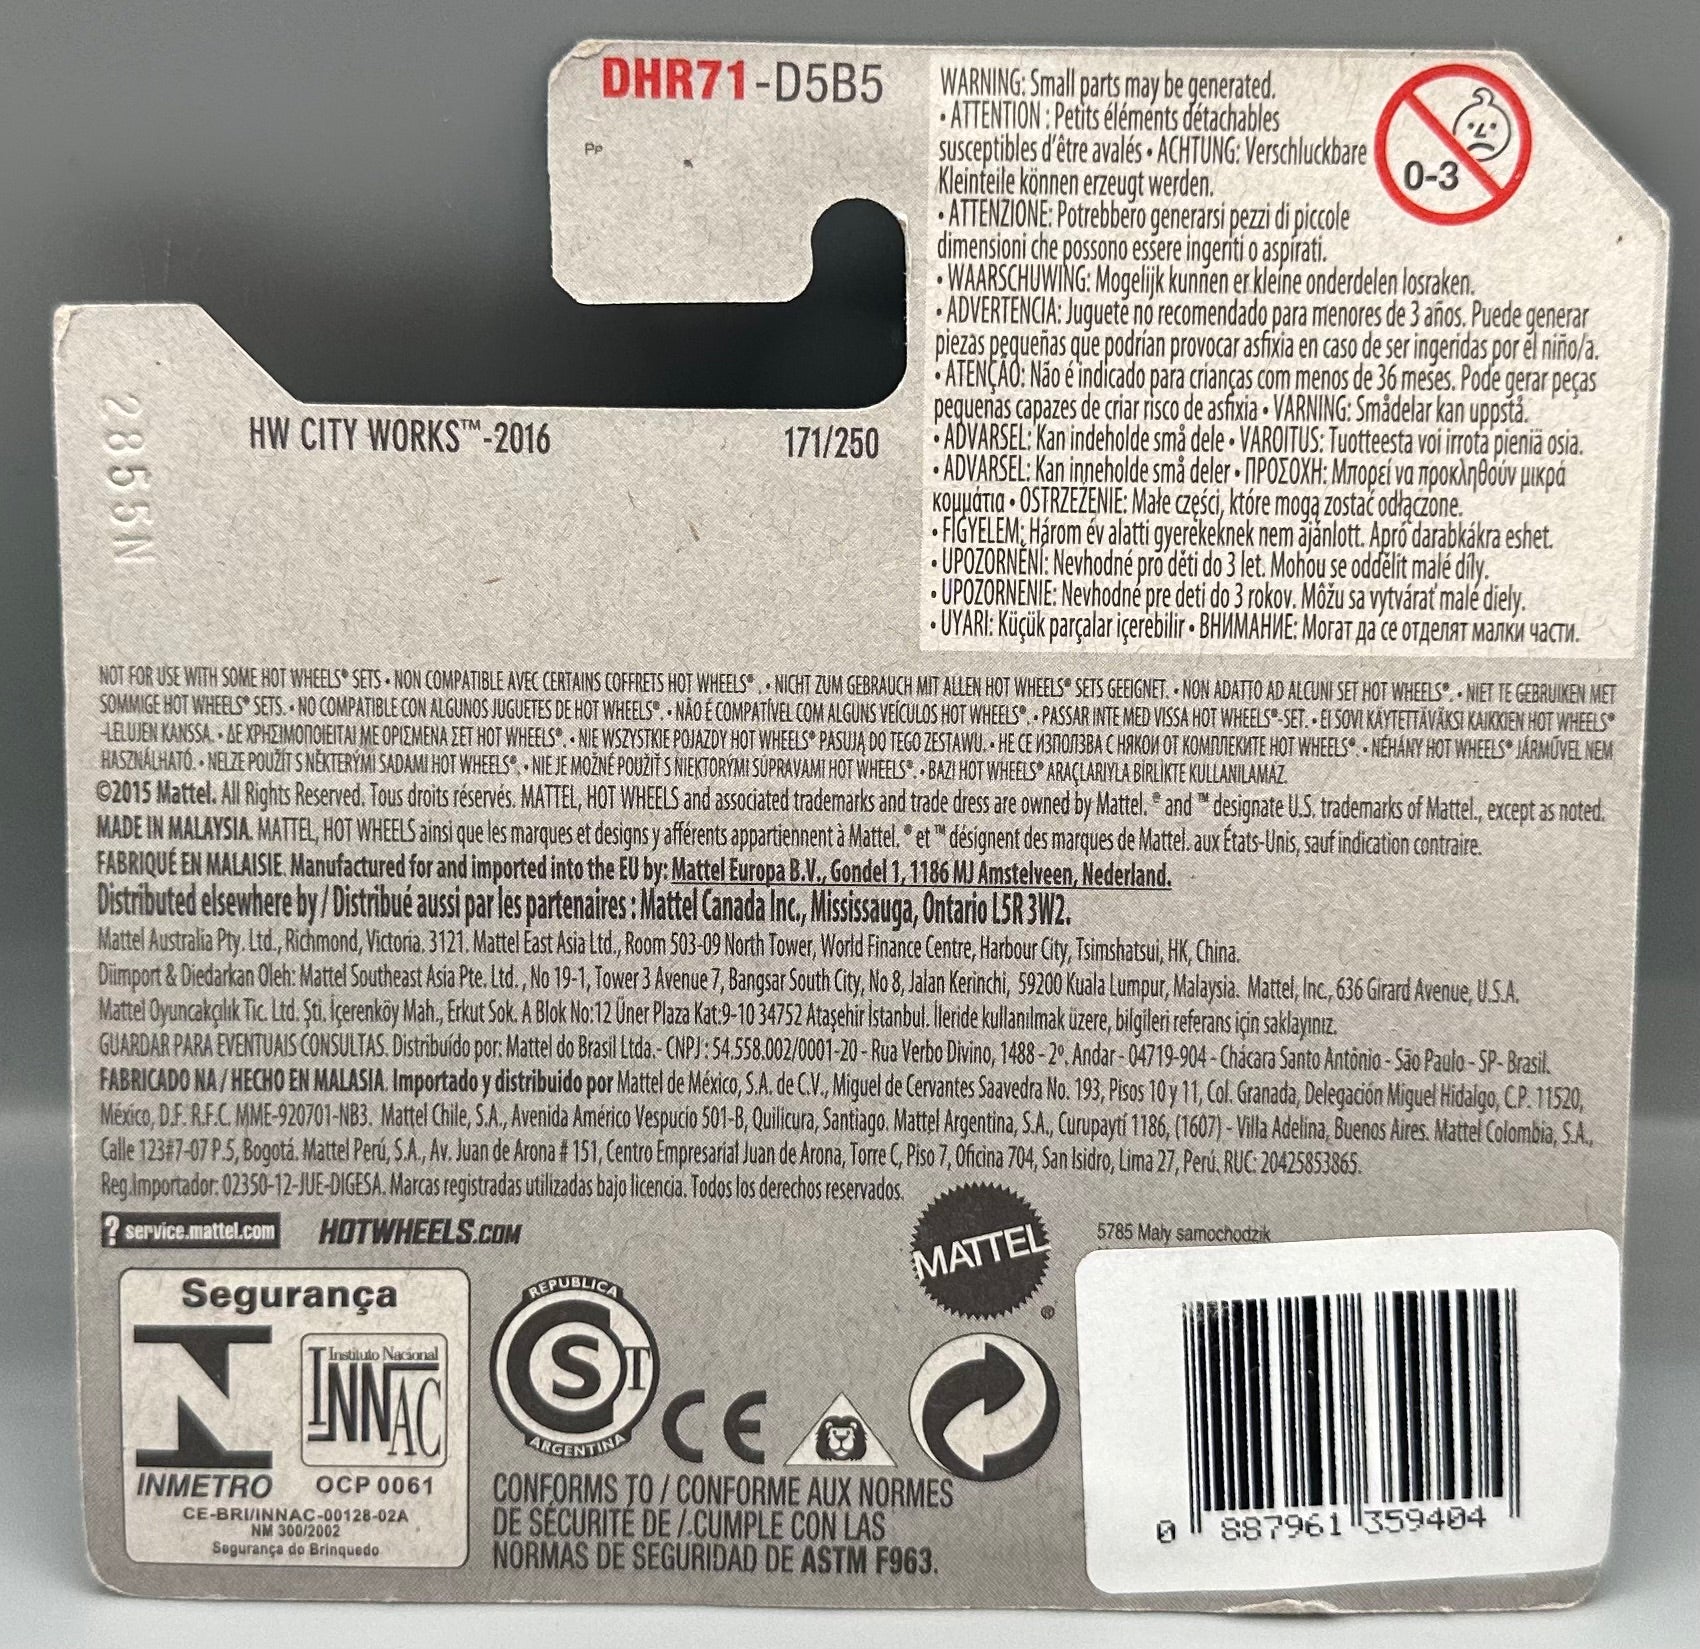 DHR71-D5B5
Pp
WARNING: Small parts may be generated.
• ATTENTION : Petits éléments détachables
susceptibles d'être avalés • ACHTUNG: Verschluckbare
Kleinteile können erzeugt werden.
• ATTENZIONE: Potrebbero generarsi pezzi di piccole
dimensioni che possono essere ingeriti o aspirati.
• WAARSCHUWING: Mogelijk kunnen er kleine onderdelen losraken.
• ADVERTENCIA: Juguete no recomendado para menores de 3 años. Puede generar
piezas pequeñas que podrían provocar asfixia en caso de ser ingeridas por el niño/a.
• ATENÇÃO: Não é indicado para crianças com menos de 36 meses. Pode gerar peças
pequenas capazes de criar risco de asfixia • VARNING: Smådelar kan uppstå.
• ADVARSEL: Kan indeholde små dele • VAROITUS: Tuotteesta voi irrota pieniä osia.
• ADVARSEL: Kan inneholde små deler • ΠΡΟΣΟΧΗ: Μπορεί να προκληθούν μικρά
κομμάτια • OSTRZEŻENIE: Małe części, które mogą zostać odłączone.
• FIGYELEM: Három év alatti gyerekeknek nem ajánlott. Apró darabkákra eshet.
• UPOZORNĚNÍ: Nevhodné pro děti do 3 let. Mohou se oddělit malé díly.
• UPOZORNENIE: Nevhodné pre deti do 3 rokov. Môžu sa vytvárať malé diely.
• UYARI: Küçük parçalar içerebilir • ВНИМАНИЕ: Могат да се отделят малки части.
0-3
2855N
HW CITY WORKS™-2016 171/250
NOT FOR USE WITH SOME HOT WHEELS® SETS • NON COMPATIBLE AVEC CERTAINS COFFRETS HOT WHEELS® . • NICHT ZUM GEBRAUCH MIT ALLEN HOT WHEELS® SETS GEEIGNET. • NON ADATTO AD ALCUNI SET HOT WHEELS®. • NIET TE GEBRUIKEN MET
SOMMIGE HOT WHEELS® SETS. • NO COMPATIBLE CON ALGUNOS JUGUETES DE HOT WHEELS®. • NÃO É COMPATÍVEL COM ALGUNS VEÍCULOS HOT WHEELS®. • PASSAR INTE MED VISSA HOT WHEELS®-SET. • EI SOVI KÄYTETTÄVÄKSI KAIKKIEN HOT WHEELS®
-LELUJEN KANSSA. • ΔΕ ΧΡΗΣΙΜΟΠΟΙΕΙΤΑΙ ΜΕ ΟΡΙΣΜΕΝΑ ΣΕΤ HOT WHEELS®. • NIE WSZYSTKIE POJAZDY HOT WHEELS® PASUJĄ DO TEGO ZESTAWU. • НЕ СЕ ИЗПОЛЗВА С НЯКОИ ОТ КОМПЛЕКИТЕ HOT WHEELS®. • NÉHÁNY HOT WHEELS® JÁRMŰVEL NEM
HASZNÁLHATÓ. • NELZE POUŽÍT S NĚKTERÝMI SADAMI HOT WHEELS®. • NIE JE MOŽNÉ POUŽIŤ S NIEKTORÝMI SÚPRAVAMI HOT WHEELS®. • BAZI HOT WHEELS® ARAÇLARIYLA BİRLİKTE KULLANILAMAZ.
©2015 Mattel. All Rights Reserved. Tous droits réservés. MATTEL, HOT WHEELS and associated trademarks and trade dress are owned by Mattel. ® and ™ designate U.S. trademarks of Mattel., except as noted.
MADE IN MALAYSIA. MATTEL, HOT WHEELS ainsi que les marques et designs y afférents appartiennent à Mattel. ® et ™ désignent des marques de Mattel. aux États-Unis, sauf indication contraire.
FABRIQUÉ EN MALAISIE. Manufactured for and imported into the EU by: Mattel Europa B.V., Gondel 1, 1186 MJ Amstelveen, Nederland.
Distributed elsewhere by / Distribué aussi par les partenaires : Mattel Canada Inc., Mississauga, Ontario L5R 3W2.
Mattel Australia Pty. Ltd., Richmond, Victoria. 3121. Mattel East Asia Ltd., Room 503-09 North Tower, World Finance Centre, Harbour City, Tsimshatsui, HK, China.
Diimport & Diedarkan Oleh: Mattel Southeast Asia Pte. Ltd. , No 19-1, Tower 3 Avenue 7, Bangsar South City, No 8, Jalan Kerinchi, 59200 Kuala Lumpur, Malaysia. Mattel, Inc., 636 Girard Avenue, U.S.A.
Mattel Oyuncakçılık Tic. Ltd. Şti. İçerenköy Mah., Erkut Sok. A Blok No:12 Üner Plaza Kat:9-10 34752 Ataşehir İstanbul. İleride kullanılmak üzere, bilgileri referans için saklayınız.
GUARDAR PARA EVENTUAIS CONSULTAS. Distribuído por: Mattel do Brasil Ltda.- CNPJ : 54.558.002/0001-20 - Rua Verbo Divino, 1488 - 2º. Andar - 04719-904 - Chácara Santo Antônio - São Paulo - SP- Brasil.
FABRICADO NA / HECHO EN MALASIA. Importado y distribuido por Mattel de México, S.A. de C.V., Miguel de Cervantes Saavedra No. 193, Pisos 10 y 11, Col. Granada, Delegación Miguel Hidalgo, C.P. 11520,
México, D.F. R.F.C. MME-920701-NB3. Mattel Chile, S.A., Avenida Américo Vespucio 501-B, Quilicura, Santiago. Mattel Argentina, S.A., Curupaytí 1186, (1607) - Villa Adelina, Buenos Aires. Mattel Colombia, S.A.,
Calle 123#7-07 P.5, Bogotá. Mattel Perú, S.A., Av. Juan de Arona # 151, Centro Empresarial Juan de Arona, Torre C, Piso 7, Oficina 704, San Isidro, Lima 27, Perú. RUC: 20425853865.
Reg.Importador: 02350-12-JUE-DIGESA. Marcas registradas utilizadas bajo licencia. Todos los derechos reservados.
? service.mattel.com HOTWHEELS.COM
MATTEL ®
5785 Mały samochodzik
Segurança
INMETRO
Instituto Nacional
INNAC
OCP 0061
CE-BRI/INNAC-00128-02A
NM 300/2002
Segurança do Brinquedo
REPUBLICA
S T
ARGENTINA
CE
CONFORMS TO / CONFORME AUX NORMES
DE SÉCURITÉ DE / CUMPLE CON LAS
NORMAS DE SEGURIDAD DE ASTM F963.
0 887961 359404